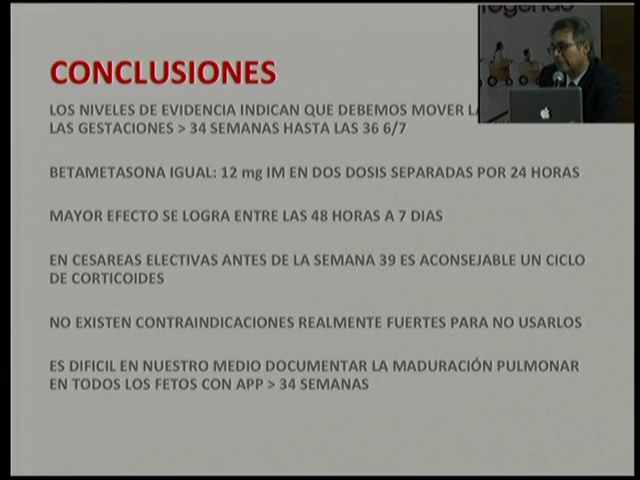 CONCLUSIONES
LOS NIVELES DE EVIDENCIA INDICAN QUE DEBEMOS MOVER
LAS GESTACIONES > 34 SEMANAS HASTA LAS 36 6/7
BETAMETASONA IGUAL: 12 mg IM EN DOS DOSIS SEPARADAS POR 24 HORAS
MAYOR EFECTO SE LOGRA ENTRE LAS 48 HORAS A 7 DIAS
EN CESAREAS ELECTIVAS ANTES DE LA SEMANA 39 ES ACONSEJABLE UN CICLO
DE CORTICOIDES
NO EXISTEN CONTRAINDICACIONES REALMENTE FUERTES PARA NO USARLOS
ES DIFICIL EN NUESTRO MEDIO DOCUMENTAR LA MADURACIÓN PULMONAR
EN TODOS LOS FETOS CON APP > 34 SEMANAS